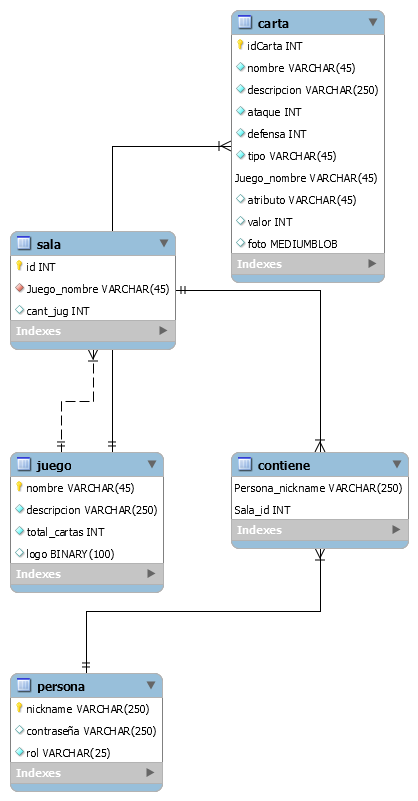 carta
idCarta INT
nombre VARCHAR(45)
descripcion VARCHAR(250)
ataque INT
defensa INT
tipo VARCHAR(45)
Juego_nombre VARCHAR(45)
atributo VARCHAR(45)
valor INT
foto MEDIUMBLOB
Indexes
sala
id INT
Juego_nombre VARCHAR(45)
cant_jug INT
Indexes
juego
nombre VARCHAR(45)
descripcion VARCHAR(250)
total_cartas INT
logo BINARY(100)
Indexes
contiene
Persona_nickname VARCHAR(250)
Sala_id INT
Indexes
persona
nickname VARCHAR(250)
contraseña VARCHAR(250)
rol VARCHAR(25)
Indexes